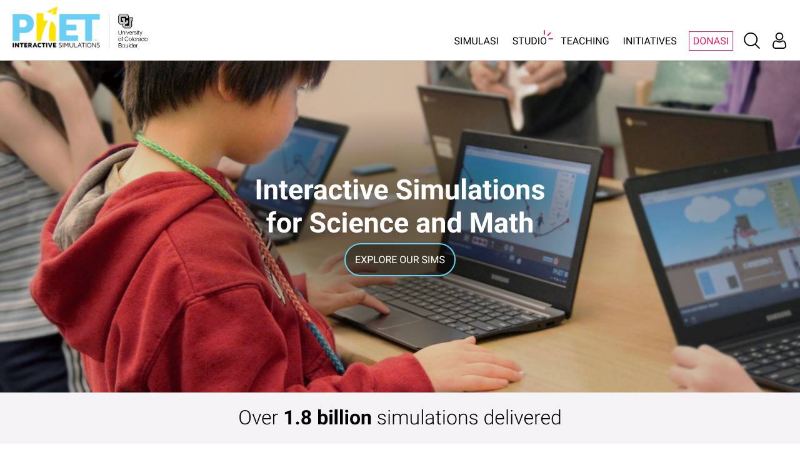 PhET
INTERACTIVE SIMULATIONS
University
of Colorado
Boulder
SIMULASI
STUDIO
TEACHING
INITIATIVES
DONASI
Interactive Simulations
for Science and Math
EXPLORE OUR SIMS
Over 1.8 billion simulations delivered